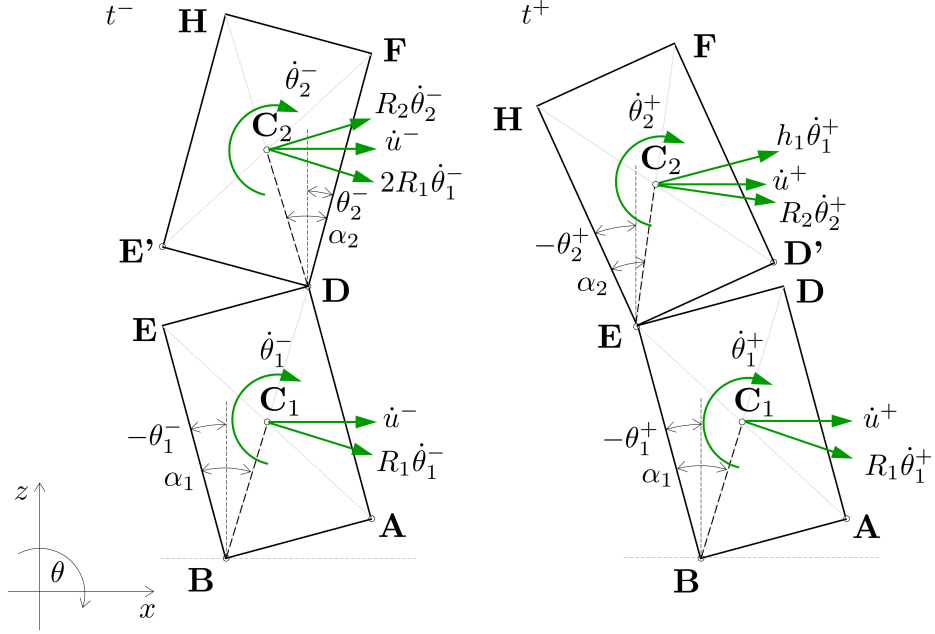 t⁻
H
F
θ̇₂⁻
R₂θ̇₂⁻
C₂
u̇⁻
2R₁θ̇₁⁻
θ₂⁻
α₂
E'
D
E
θ̇₁⁻
C₁
u̇⁻
-θ₁⁻
R₁θ̇₁⁻
α₁
A
B
z
θ
x
t⁺
F
H
θ̇₂⁺
h₁θ̇₁⁺
C₂
u̇⁺
R₂θ̇₂⁺
-θ₂⁺
D'
α₂
D
E
θ̇₁⁺
C₁
u̇⁺
-θ₁⁺
R₁θ̇₁⁺
α₁
A
B